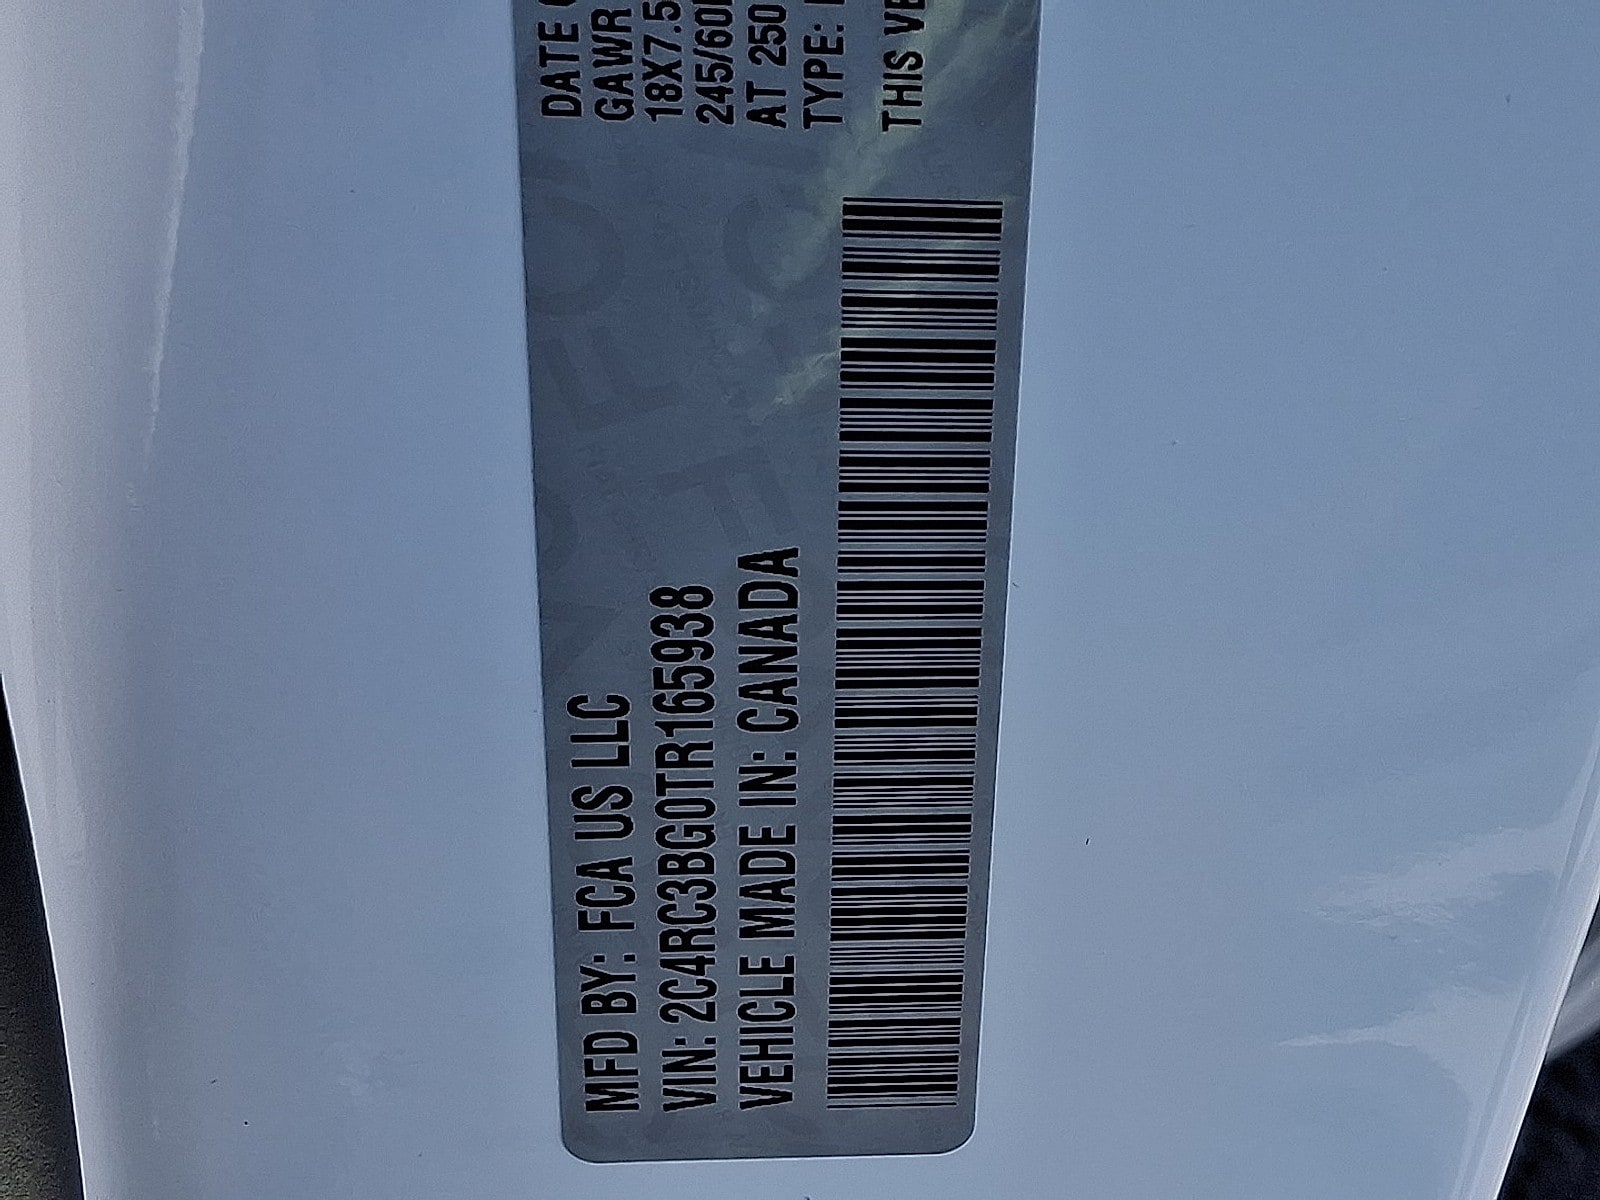 MFD BY: FCA US LLC
VIN: 2C4RC3BG0TR165938
VEHICLE MADE IN: CANADA
DATE
GAWR
18X7.5
245/60
AT 250
TYPE:
THIS